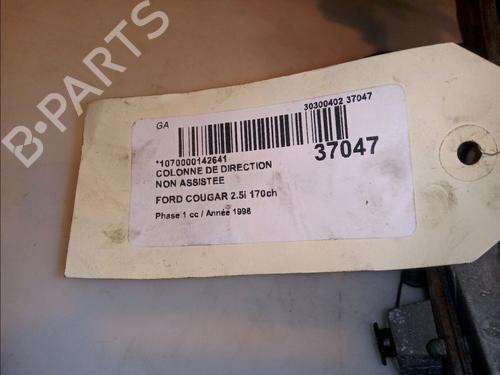 B-PARTS
GA
30300402 37047
*1070000142641
37047
COLONNE DE DIRECTION
NON ASSISTEE
FORD COUGAR 2.5i 170ch
Phase 1 cc / Année 1998